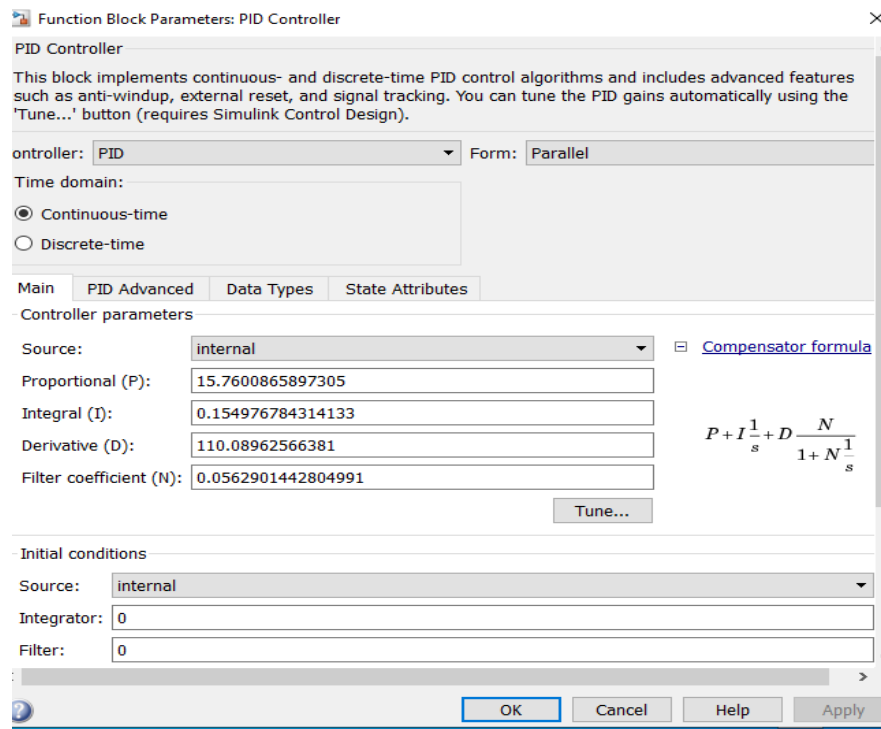 Function Block Parameters: PID Controller
PID Controller
This block implements continuous- and discrete-time PID control algorithms and includes advanced features
such as anti-windup, external reset, and signal tracking. You can tune the PID gains automatically using the
'Tune...' button (requires Simulink Control Design).
ontroller: PID Form: Parallel
Time domain:
Continuous-time
Discrete-time
Main PID Advanced Data Types State Attributes
Controller parameters
Source: internal Compensator formula
Proportional (P): 15.7600865897305
Integral (I): 0.154976784314133
Derivative (D): 110.08962566381
Filter coefficient (N): 0.0562901442804991
P+I 1/s + D N/(1+N 1/s)
Tune...
Initial conditions
Source: internal
Integrator: 0
Filter: 0
OK Cancel Help Apply